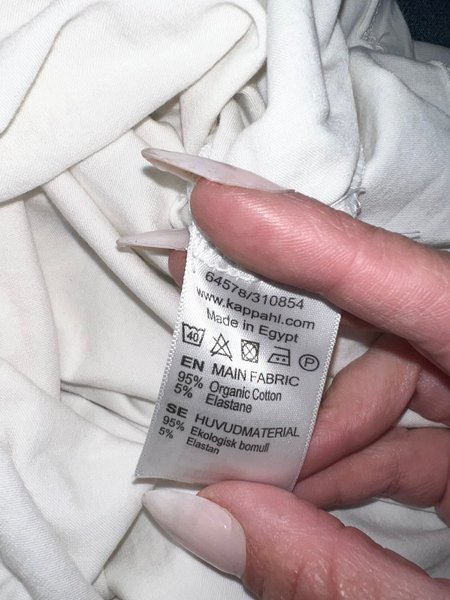 64578/310854
www.kappahl.com
Made in Egypt
40 P
EN MAIN FABRIC
95% Organic Cotton
5% Elastane
SE HUVUDMATERIAL
95% Ekologisk bomull
5% Elastan